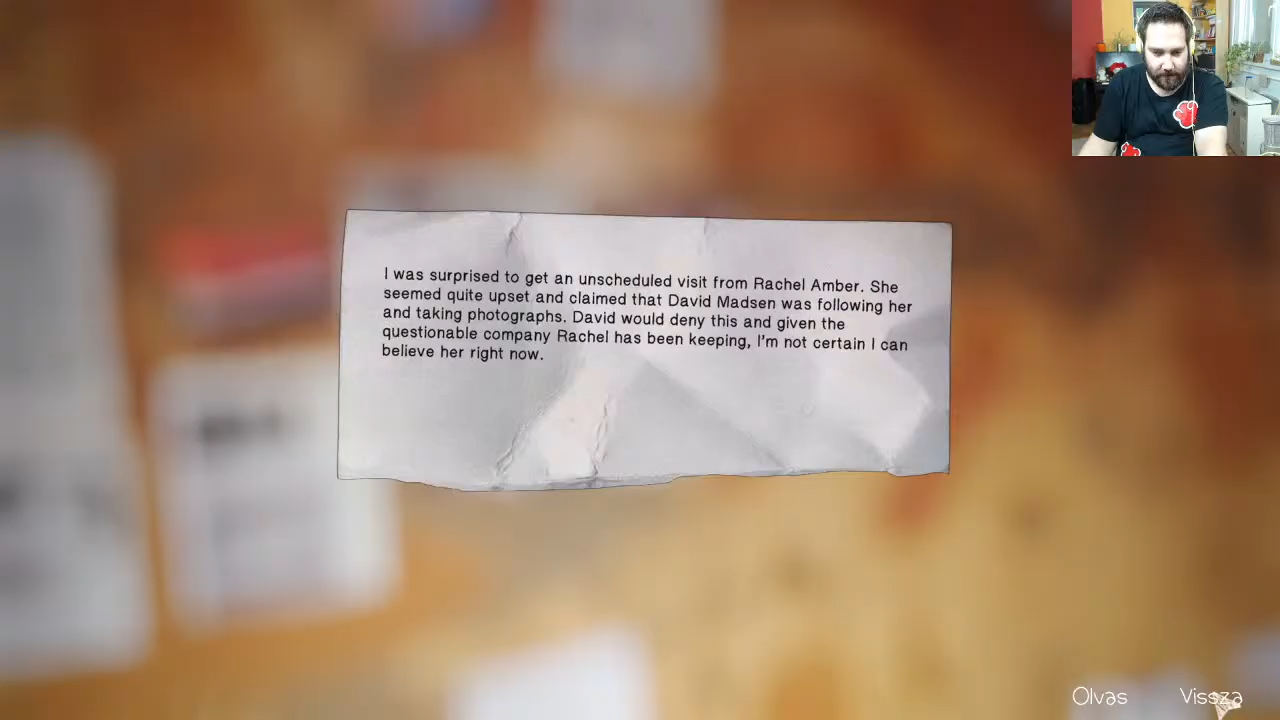 I was surprised to get an unscheduled visit from Rachel Amber. She
seemed quite upset and claimed that David Madsen was following her
and taking photographs. David would deny this and given the
questionable company Rachel has been keeping, I'm not certain I can
believe her right now.
Olvas Vissza